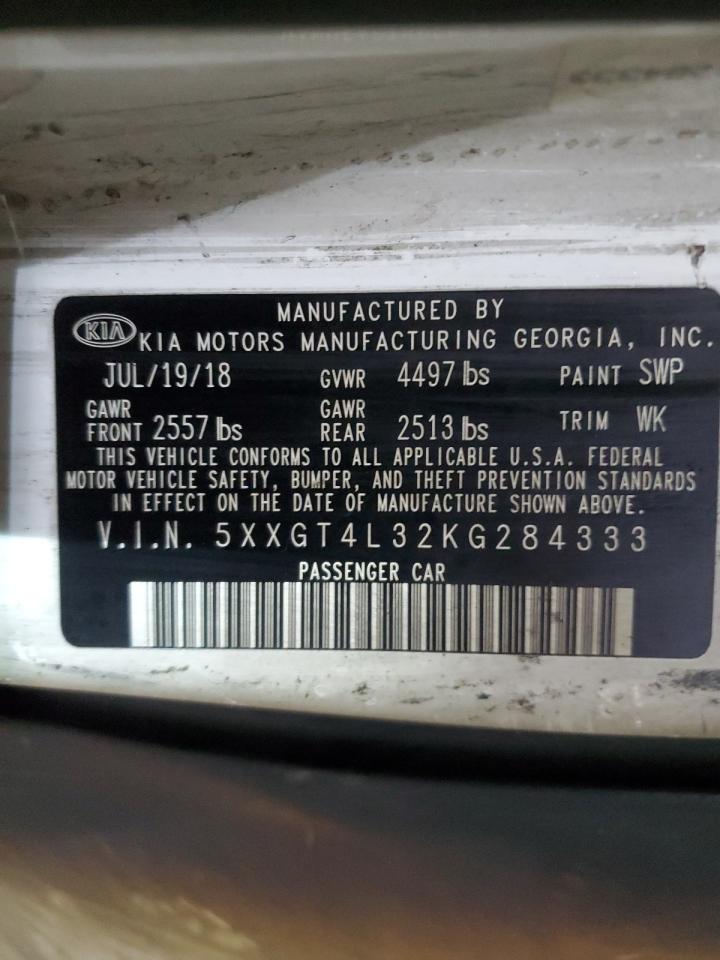 MANUFACTURED BY
KIA KIA MOTORS MANUFACTURING GEORGIA, INC.
JUL/19/18 GVWR 4497 lbs PAINT SWP
GAWR FRONT 2557 lbs GAWR REAR 2513 lbs TRIM WK
THIS VEHICLE CONFORMS TO ALL APPLICABLE U.S.A. FEDERAL
MOTOR VEHICLE SAFETY, BUMPER, AND THEFT PREVENTION STANDARDS
IN EFFECT ON THE DATE OF MANUFACTURE SHOWN ABOVE.
V.I.N. 5XXGT4L32KG284333
PASSENGER CAR